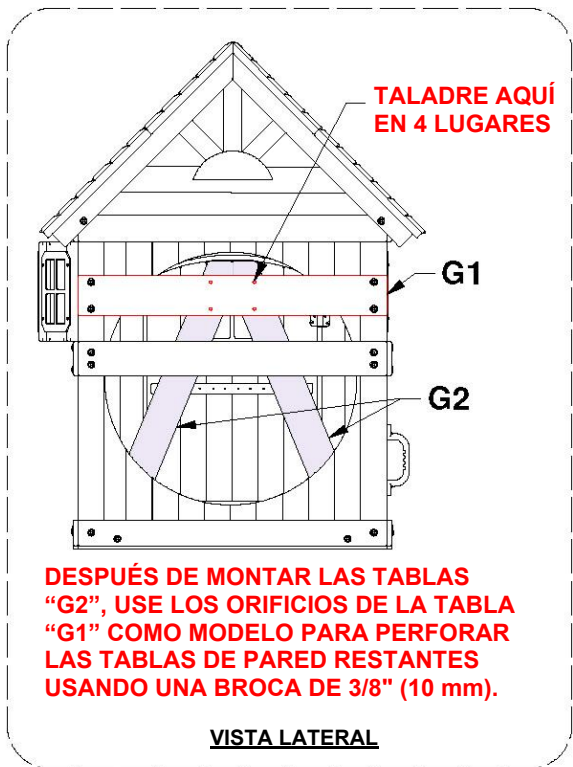 TALADRE AQUÍ
EN 4 LUGARES
G1
G2
DESPUÉS DE MONTAR LAS TABLAS
“G2”, USE LOS ORIFICIOS DE LA TABLA
“G1” COMO MODELO PARA PERFORAR
LAS TABLAS DE PARED RESTANTES
USANDO UNA BROCA DE 3/8" (10 mm).
VISTA LATERAL